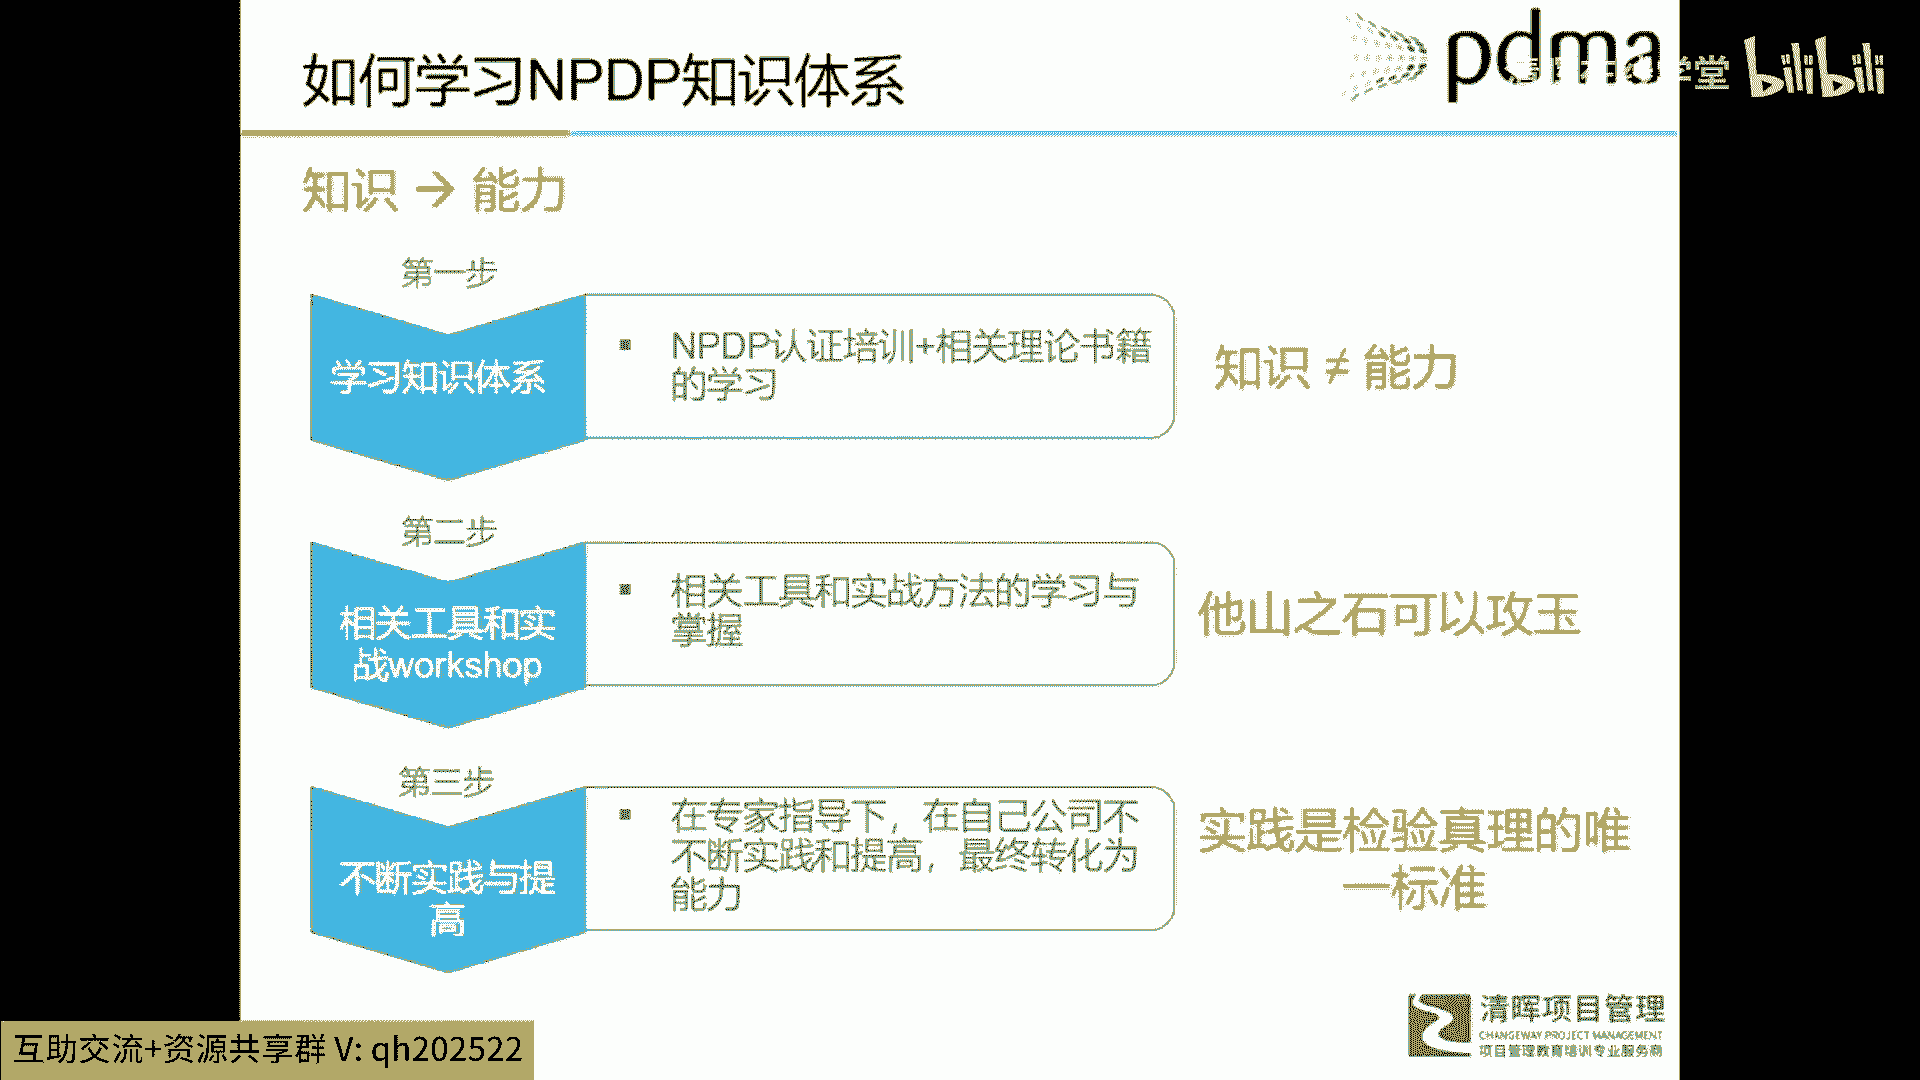 如何学习NPDP知识体系
pdma
学堂
bilibili
知识 → 能力
第一步
学习知识体系
▪ NPDP认证培训+相关理论书籍
的学习
知识 ≠ 能力
第二步
相关工具和实
战workshop
▪ 相关工具和实战方法的学习与
掌握
他山之石可以攻玉
第三步
不断实践与提
高
▪ 在专家指导下，在自己公司不
不断实践和提高，最终转化为
能力
实践是检验真理的唯
一标准
清晖项目管理
CHANGEWAY PROJECT MANAGEMENT
项目管理教育培训专业服务商
互助交流+资源共享群 V: qh202522